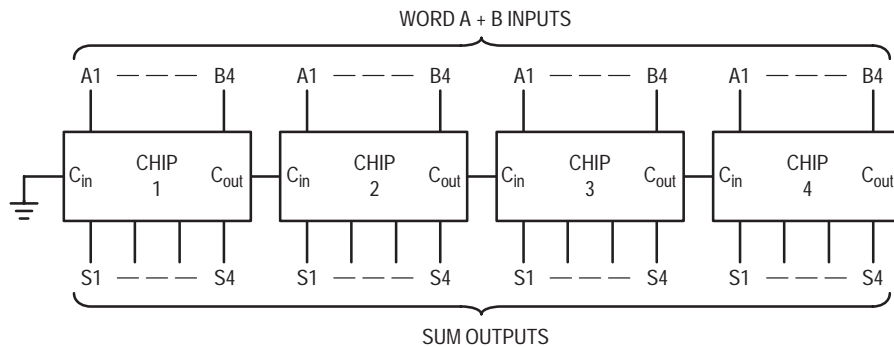 WORD A + B INPUTS
A1 — — — B4 A1 — — — B4 A1 — — — B4 A1 — — — B4
Cin CHIP 1 Cout Cin CHIP 2 Cout Cin CHIP 3 Cout Cin CHIP 4
S1 — — — S4 S1 — — — S4 S1 — — — S4 S1 — — — S4
SUM OUTPUTS